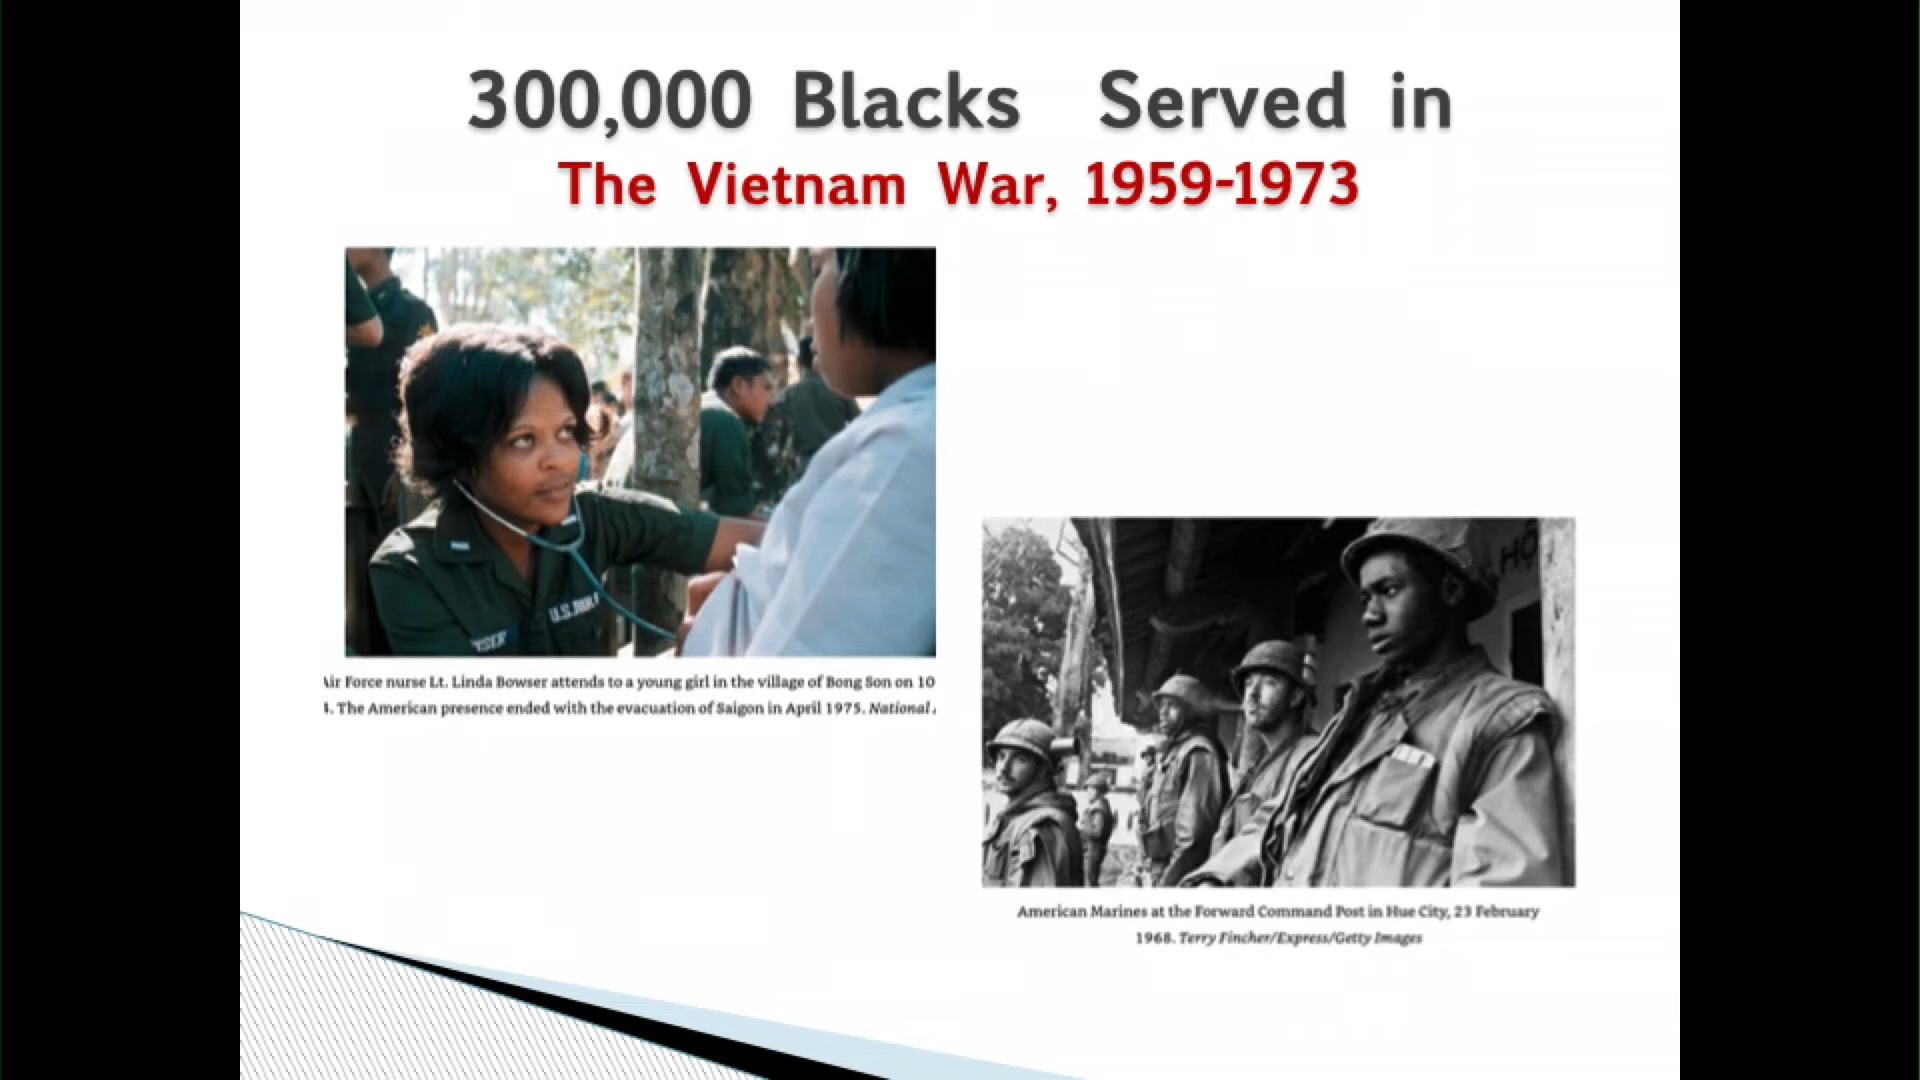 300,000 Blacks Served in
The Vietnam War, 1959-1973
U.S.
Air Force nurse Lt. Linda Bowser attends to a young girl in the village of Bong Son on 10
. The American presence ended with the evacuation of Saigon in April 1975. National
HO
American Marines at the Forward Command Post in Hue City, 23 February
1968. Terry Fincher/Express/Getty Images